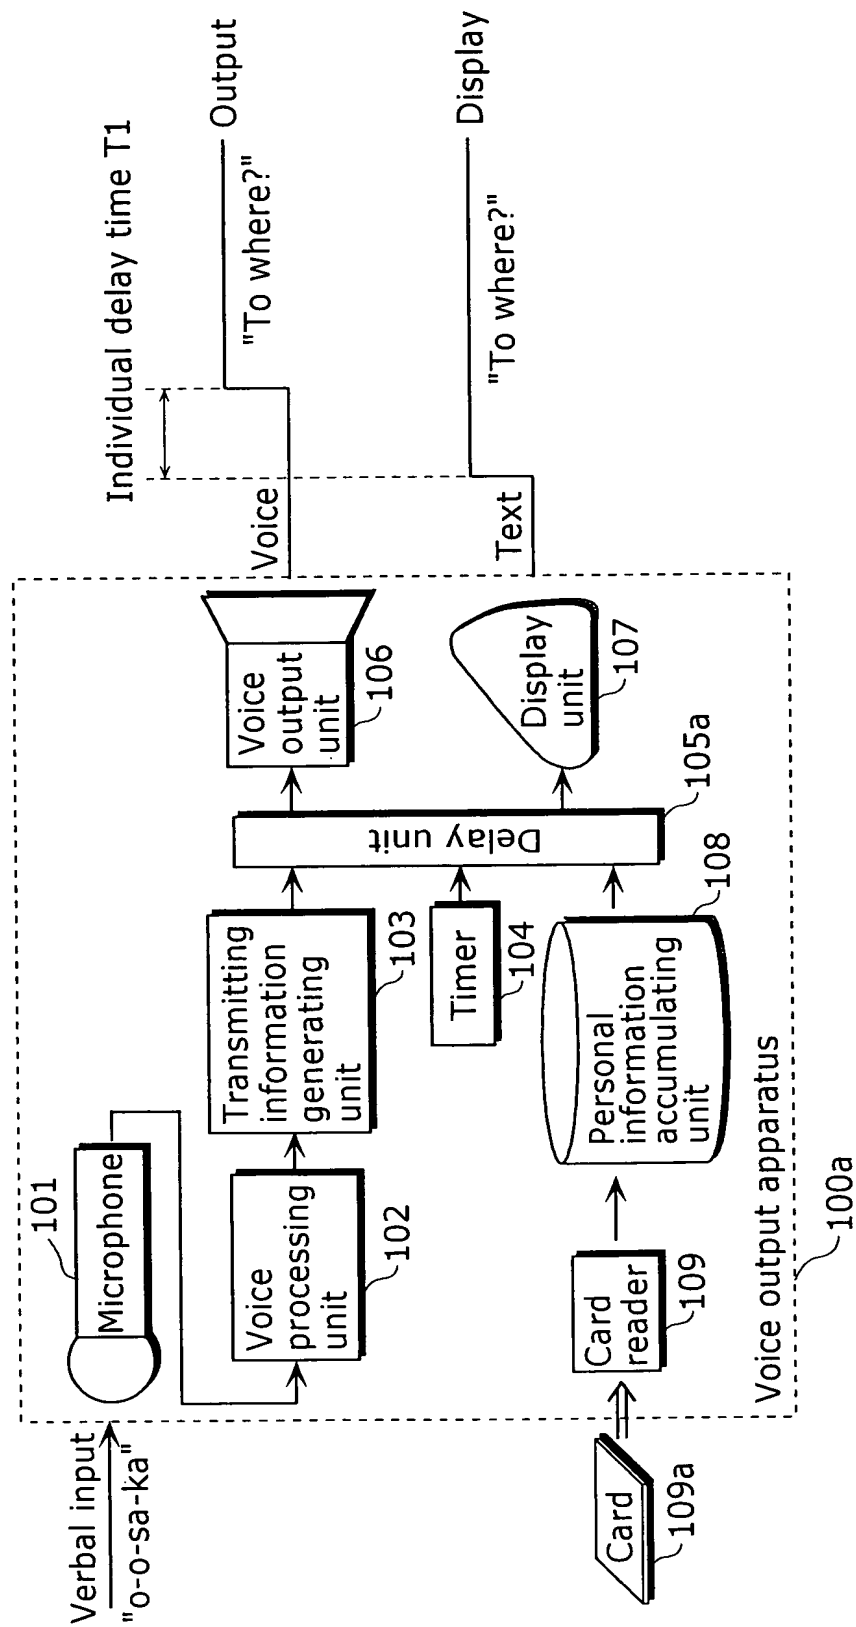 Individual delay time T1
Verbal input
"o-o-sa-ka"
101
Microphone
Voice
processing
unit
102
Transmitting
information
generating
unit
103
Timer
104
Delay unit
105a
Voice
output
unit
106
Display
unit
107
Voice
Output
"To where?"
Text
Display
"To where?"
Card
109a
Card
reader
109
Personal
information
accumulating
unit
108
Voice output apparatus
100a